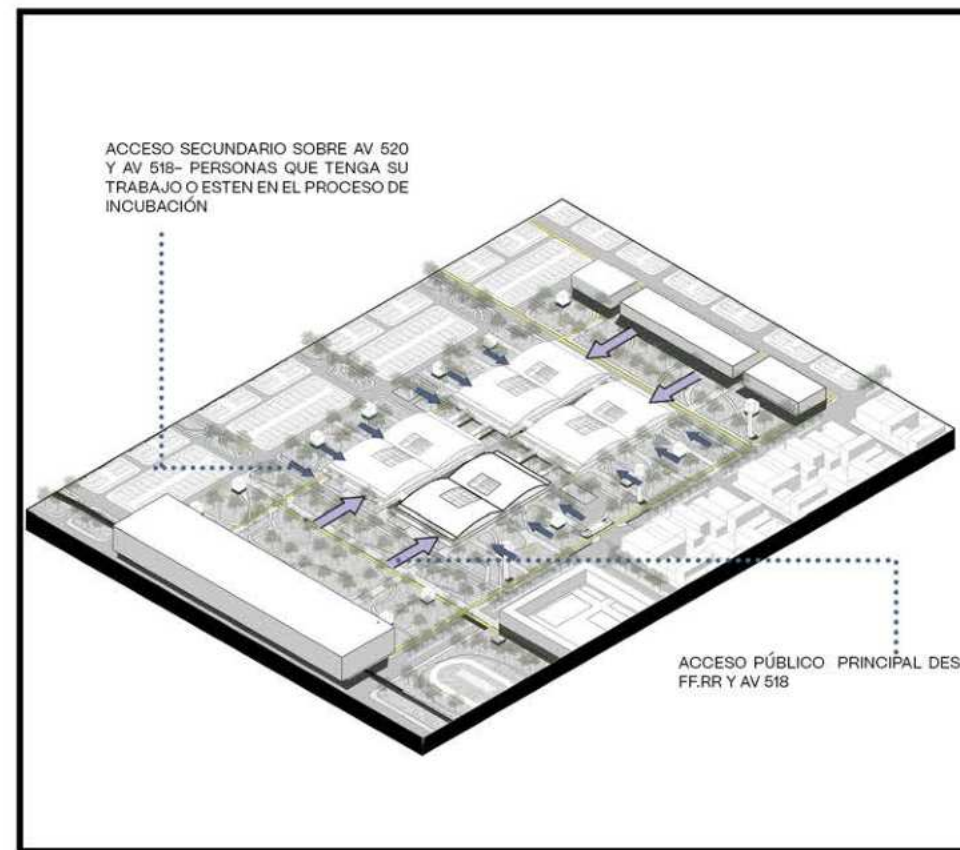 ACCESO SECUNDARIO SOBRE AV 520
Y AV 518- PERSONAS QUE TENGA SU
TRABAJO O ESTEN EN EL PROCESO DE
INCUBACIÓN
ACCESO PÚBLICO PRINCIPAL DES
FF.RR Y AV 518